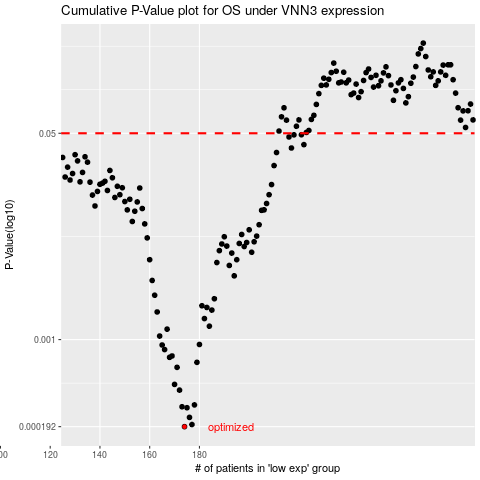 Cumulative P-Value plot for OS under VNN3 expression
P-Value(log10)
0.05
0.001
0.000192
optimized
00 120 140 160 180
# of patients in 'low exp' group